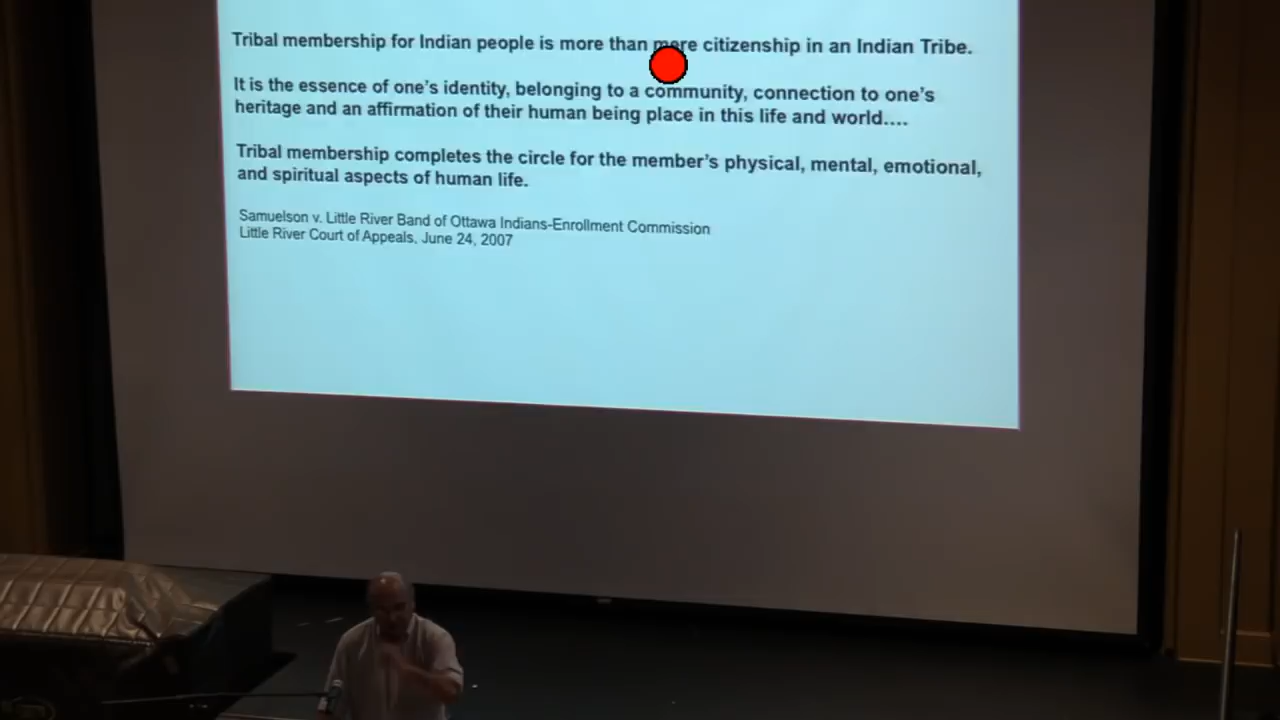 Tribal membership for Indian people is more than mere citizenship in an Indian Tribe.
It is the essence of one's identity, belonging to a community, connection to one's
heritage and an affirmation of their human being place in this life and world....
Tribal membership completes the circle for the member's physical, mental, emotional,
and spiritual aspects of human life.
Samuelson v. Little River Band of Ottawa Indians-Enrollment Commission
Little River Court of Appeals, June 24, 2007